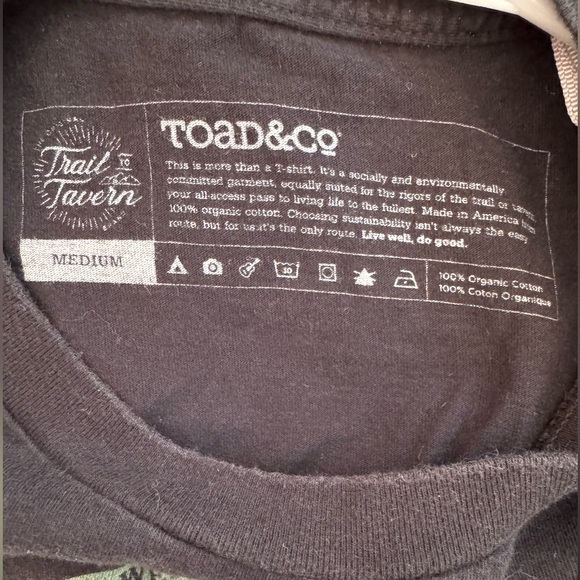 Trail
TO
Tavern
TOAD&CO
This is more than a T-shirt. It's a socially and environmentally
committed garment, equally suited for the rigors of the trail or tavern,
your all-access pass to living life to the fullest. Made in America from
100% organic cotton. Choosing sustainability isn't always the easy
route, but for us it's the only route. Live well, do good.
MEDIUM
30
100% Organic Cotton
100% Coton Organique